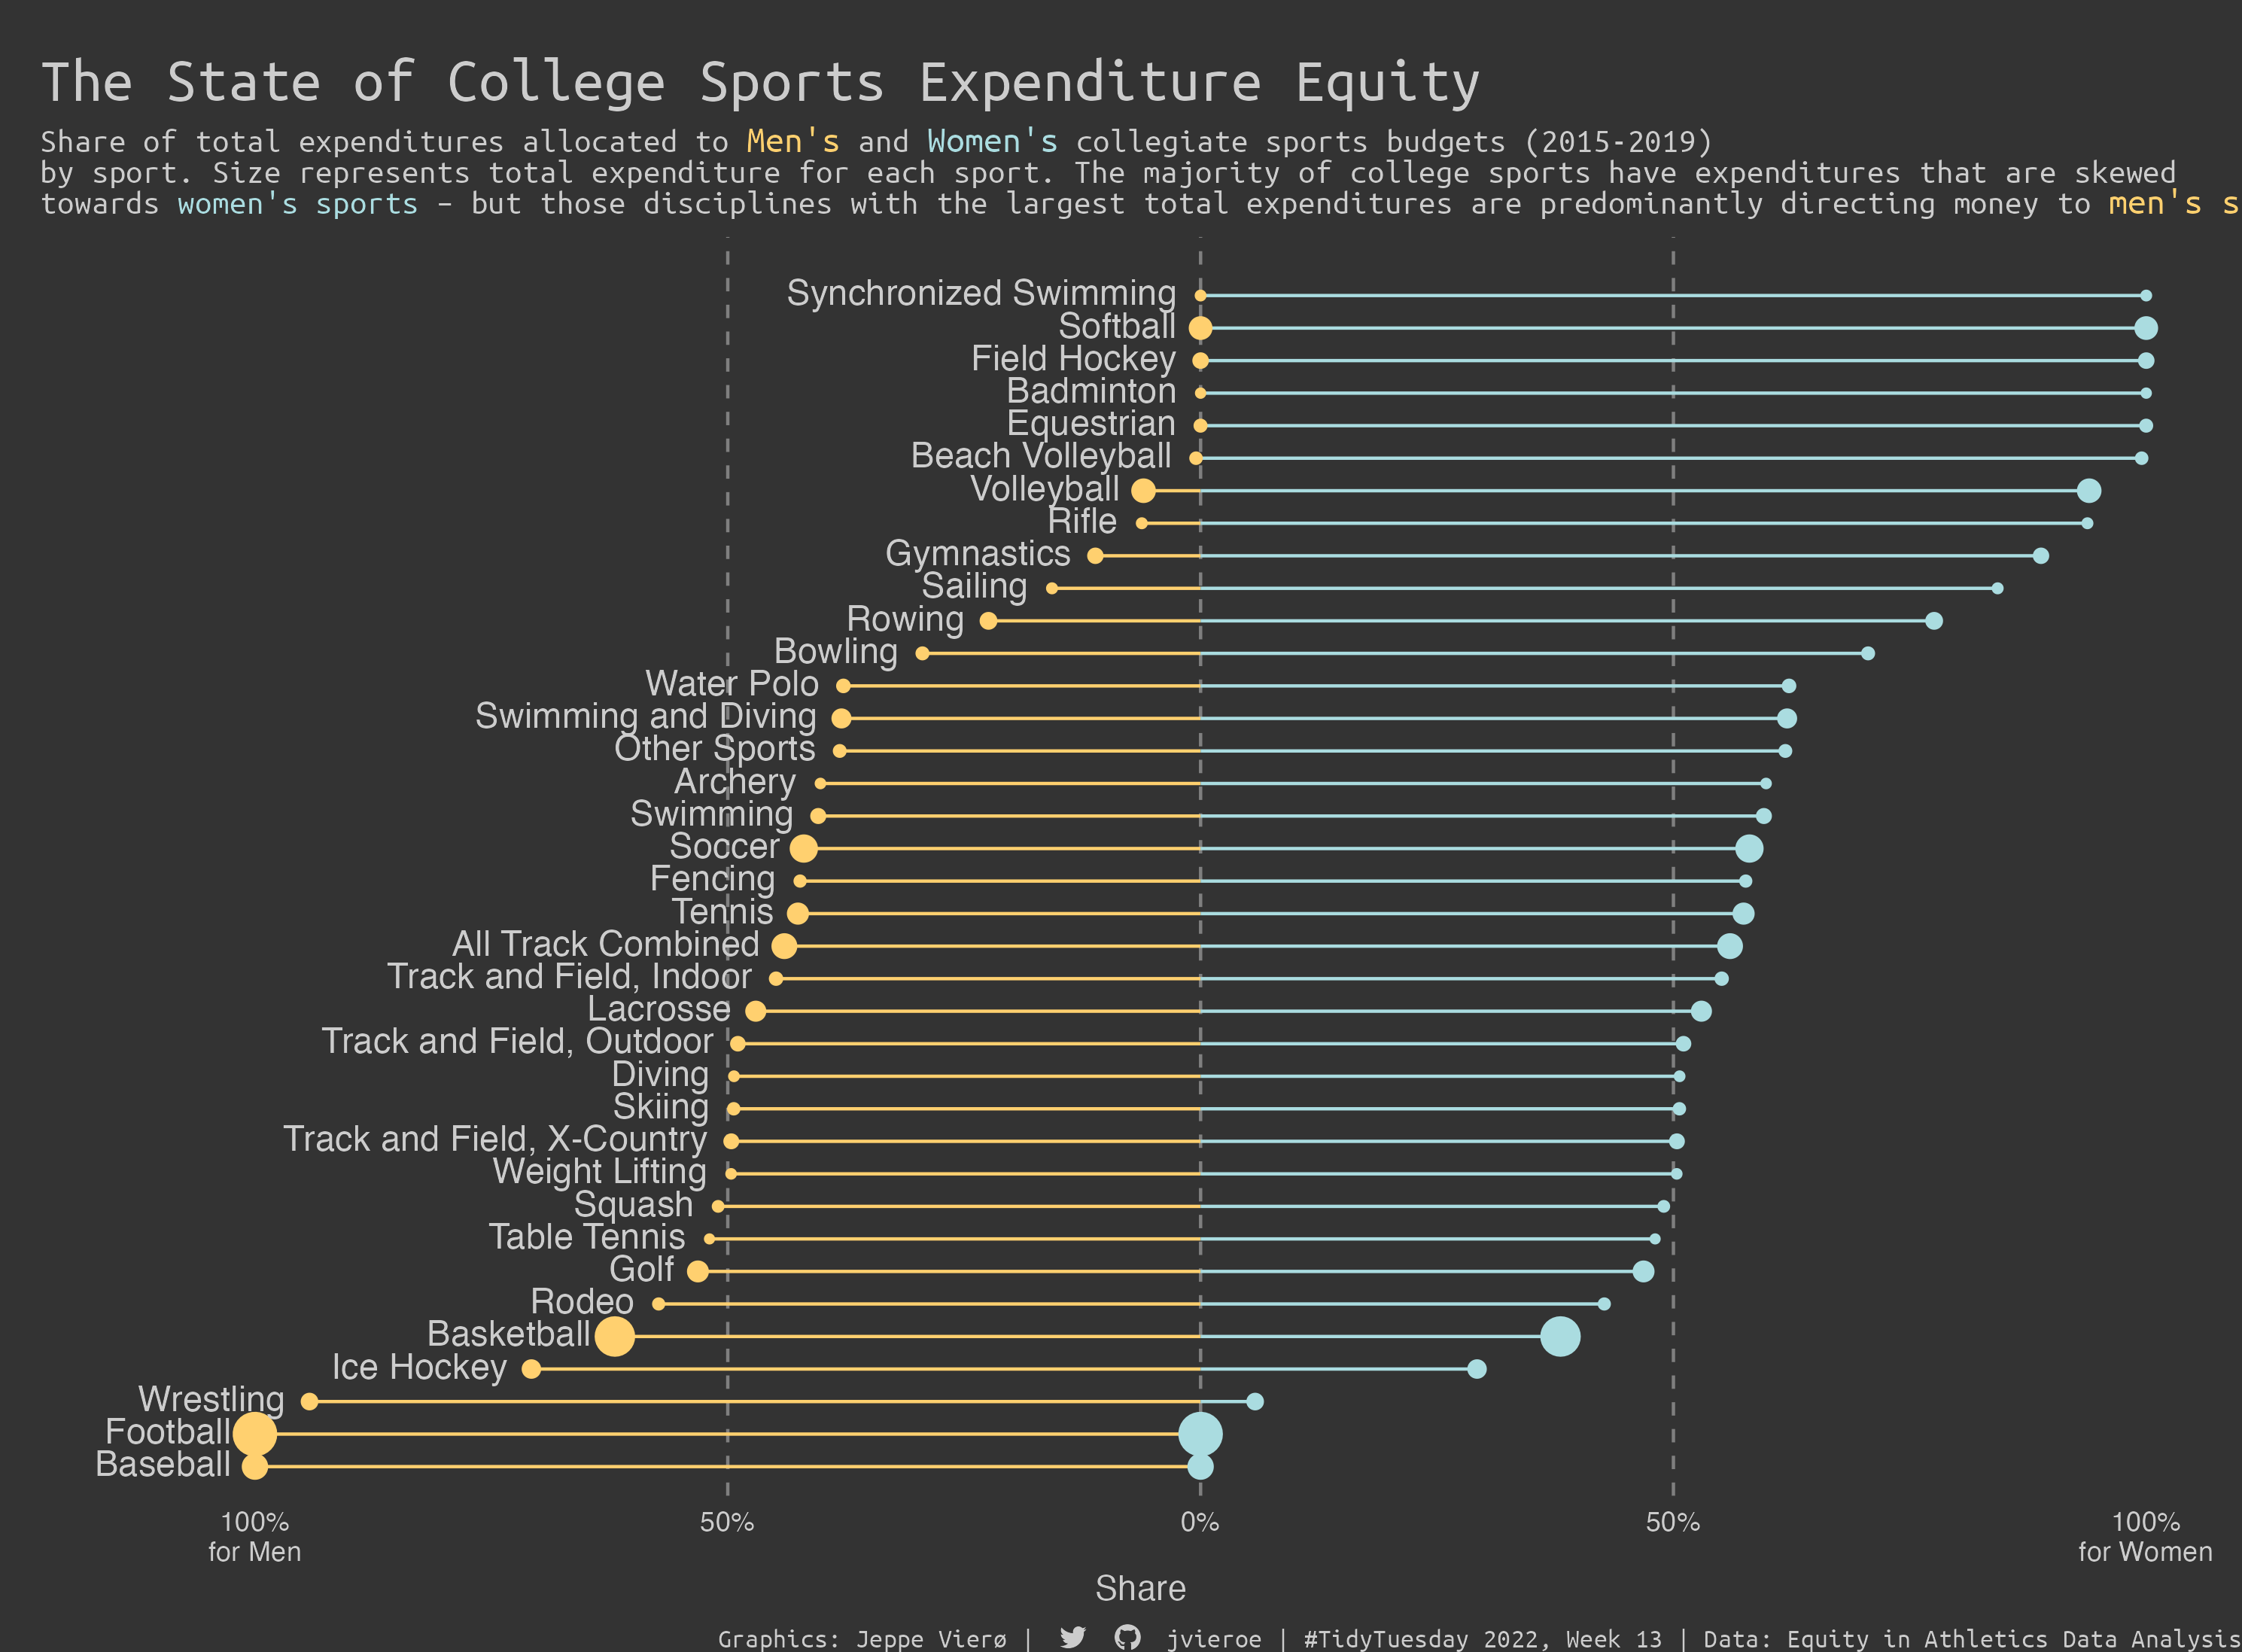 The State of College Sports Expenditure Equity
Share of total expenditures allocated to Men's and Women's collegiate sports budgets (2015-2019)
by sport. Size represents total expenditure for each sport. The majority of college sports have expenditures that are skewed
towards women's sports – but those disciplines with the largest total expenditures are predominantly directing money to men's s
Synchronized Swimming
Softball
Field Hockey
Badminton
Equestrian
Beach Volleyball
Volleyball
Rifle
Gymnastics
Sailing
Rowing
Bowling
Water Polo
Swimming and Diving
Other Sports
Archery
Swimming
Soccer
Fencing
Tennis
All Track Combined
Track and Field, Indoor
Lacrosse
Track and Field, Outdoor
Diving
Skiing
Track and Field, X-Country
Weight Lifting
Squash
Table Tennis
Golf
Rodeo
Basketball
Ice Hockey
Wrestling
Football
Baseball
100% 50% 0% 50% 100%
for Men for Women
Share
Graphics: Jeppe Vierø | jvieroe | #TidyTuesday 2022, Week 13 | Data: Equity in Athletics Data Analysis